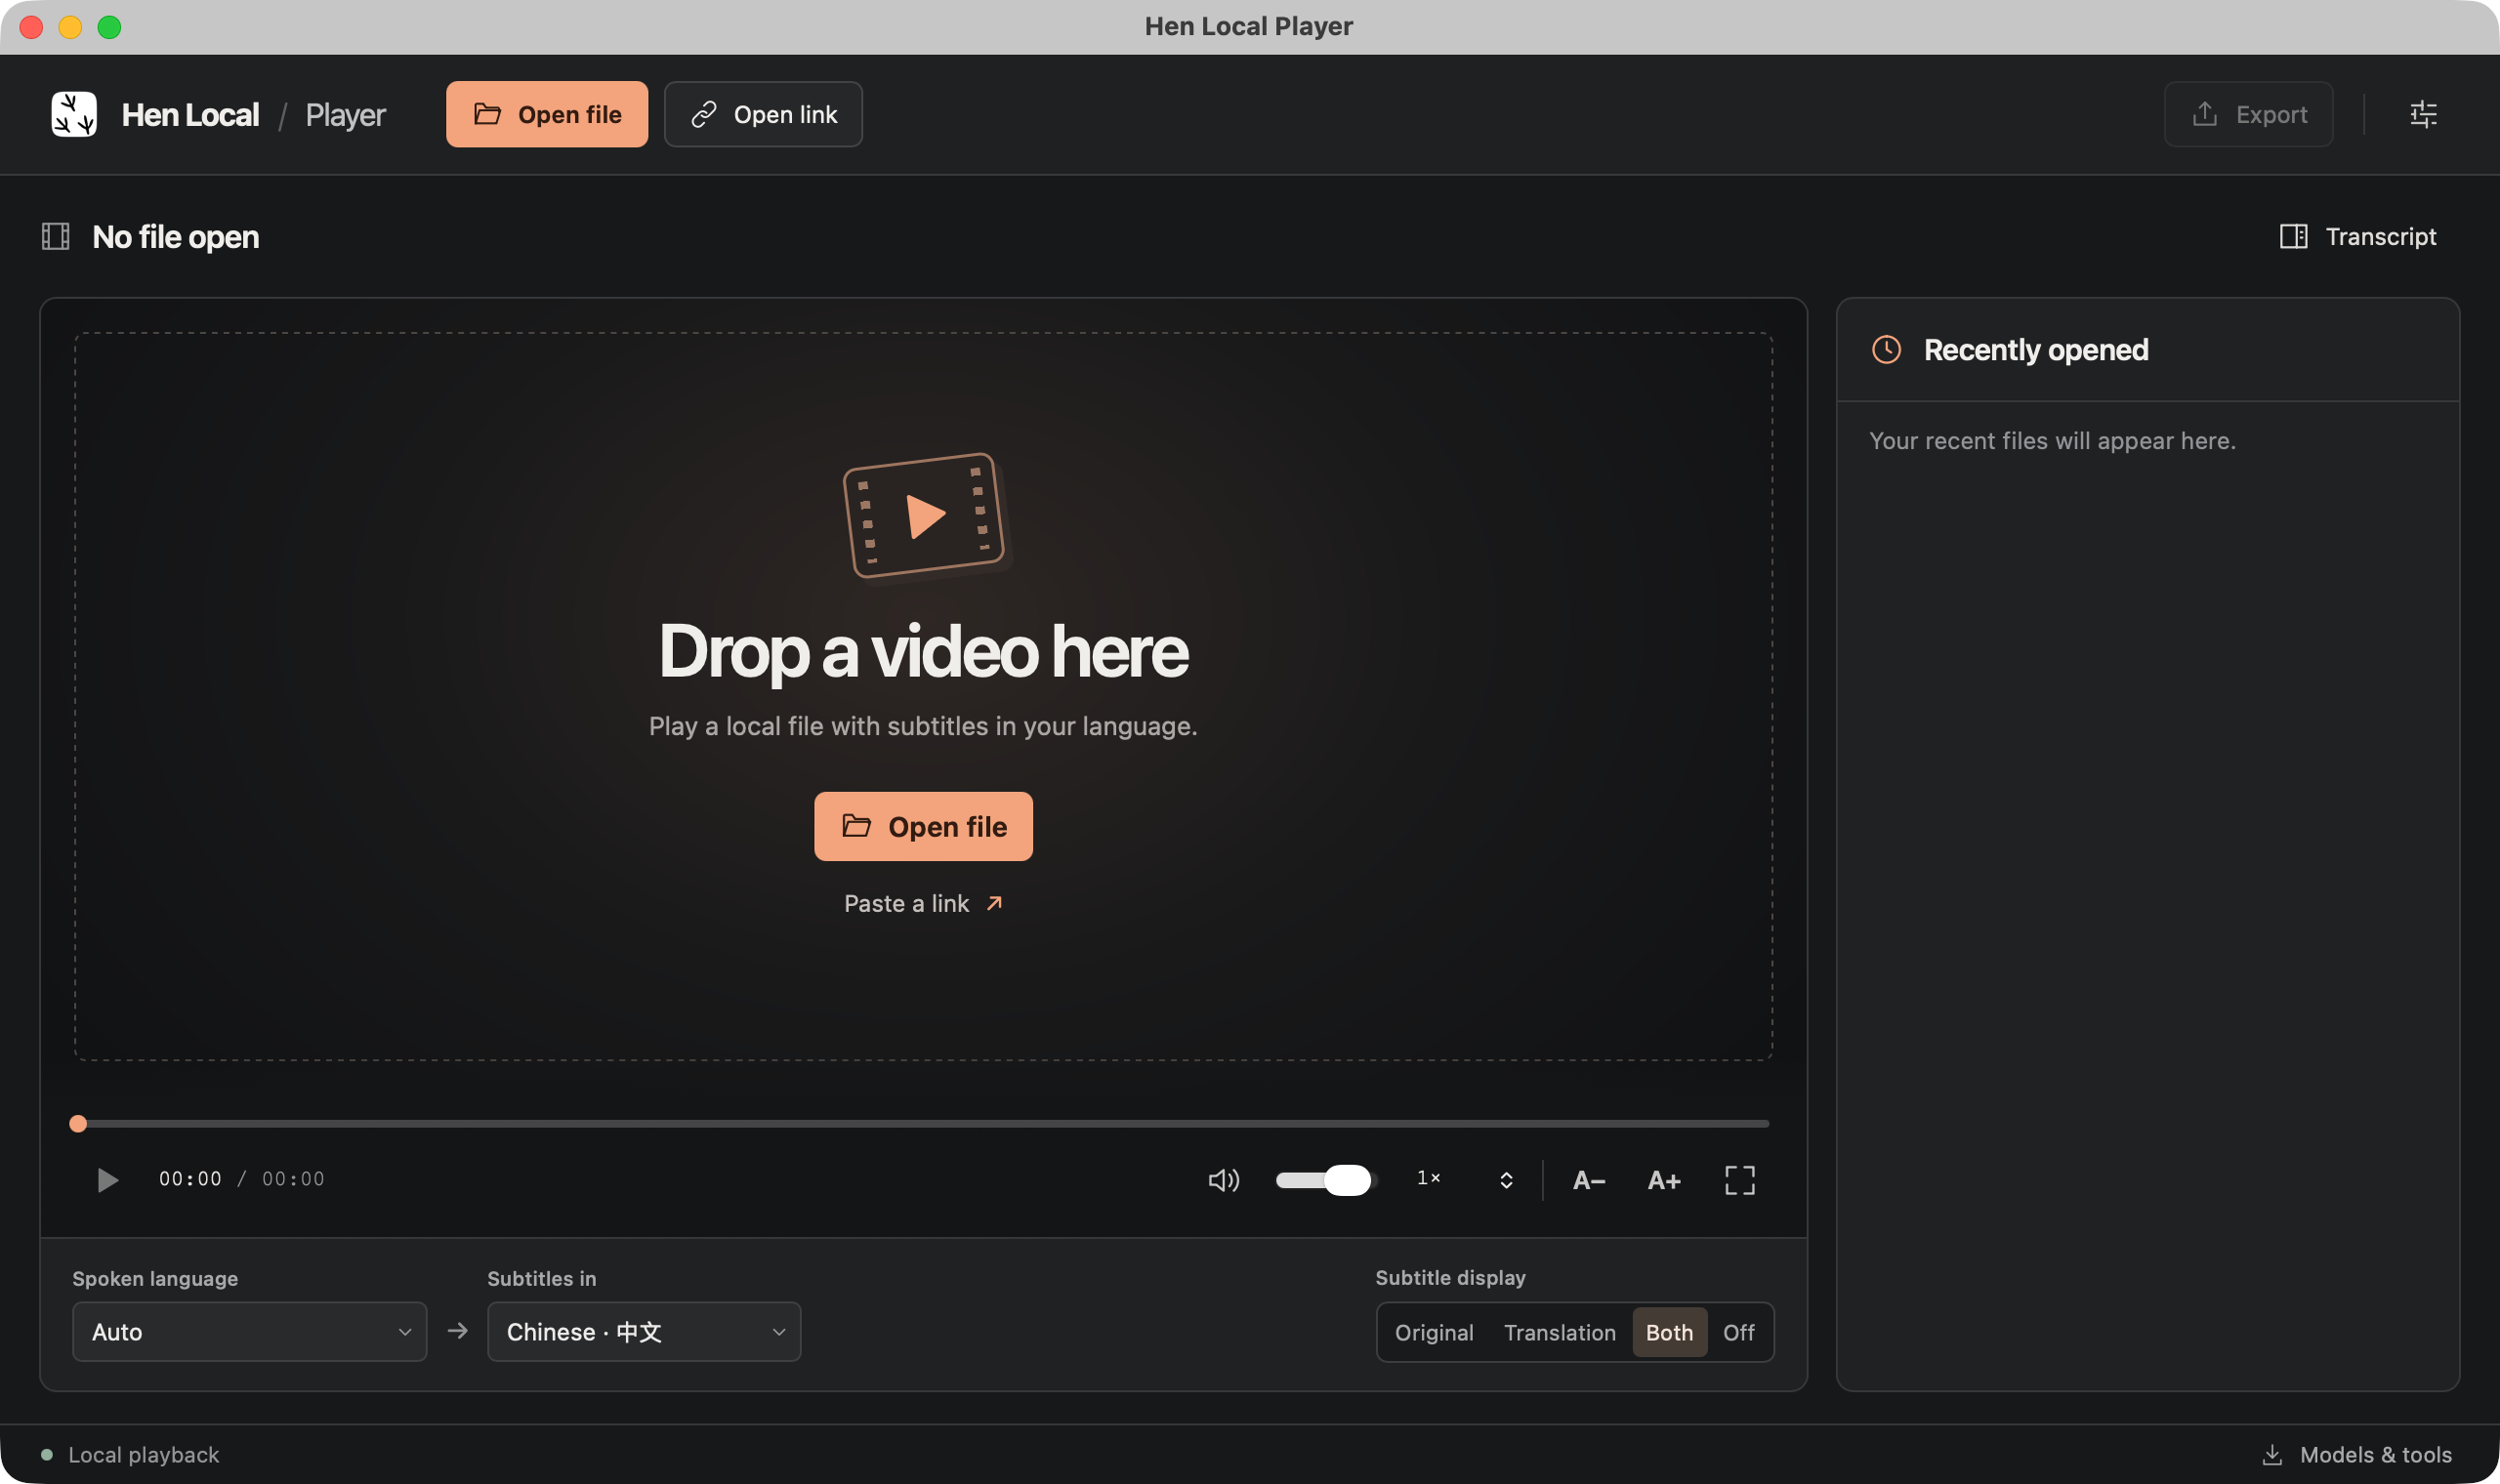 Hen Local Player
Hen Local / Player
Open file
Open link
Export
No file open
Transcript
Drop a video here
Play a local file with subtitles in your language.
Open file
Paste a link
Recently opened
Your recent files will appear here.
00:00 / 00:00
1×
A−
A+
Spoken language
Auto
Subtitles in
Chinese · 中文
Subtitle display
Original
Translation
Both
Off
Local playback
Models & tools